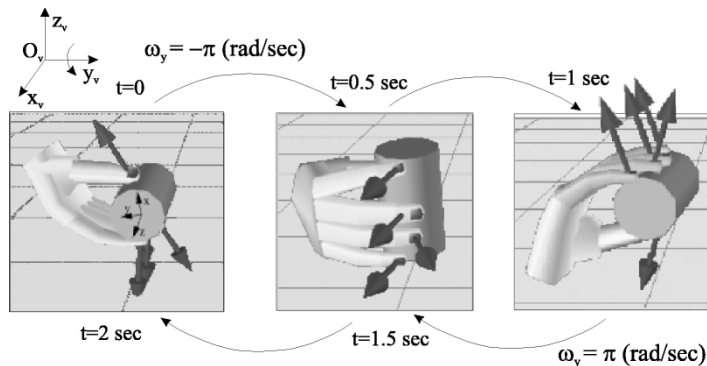 z_v
O_v
y_v
x_v
ω_y = −π (rad/sec)
t=0
t=0.5 sec
t=1 sec
x
y
z
t=2 sec
t=1.5 sec
ω_y = π (rad/sec)